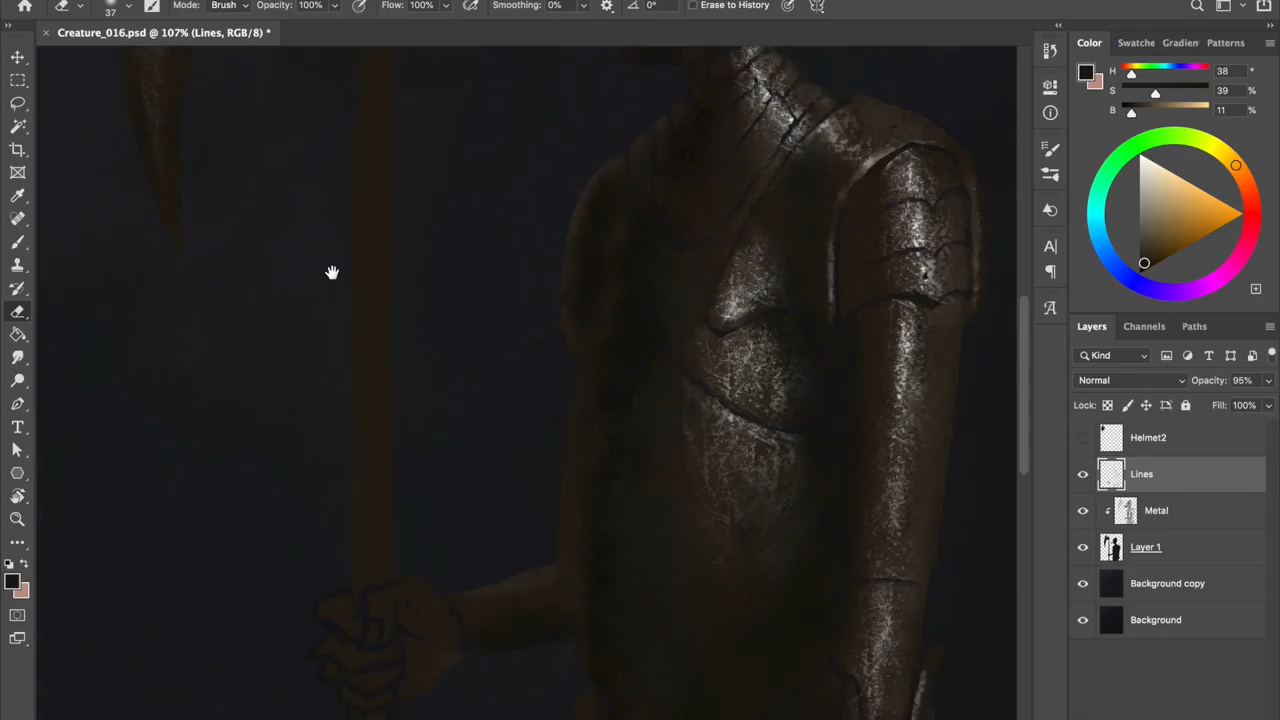 Mode: Brush Opacity: 100% Flow: 100% Smoothing: 0% 0° Erase to History
37
× Creature_016.psd @ 107% (Lines, RGB/8) *
Color Swatche Gradien Patterns
H 38 °
S 39 %
B 11 %
Layers Channels Paths
Kind
Normal Opacity: 95%
Lock: Fill: 100%
Helmet2
Lines
Metal
Layer 1
Background copy
Background